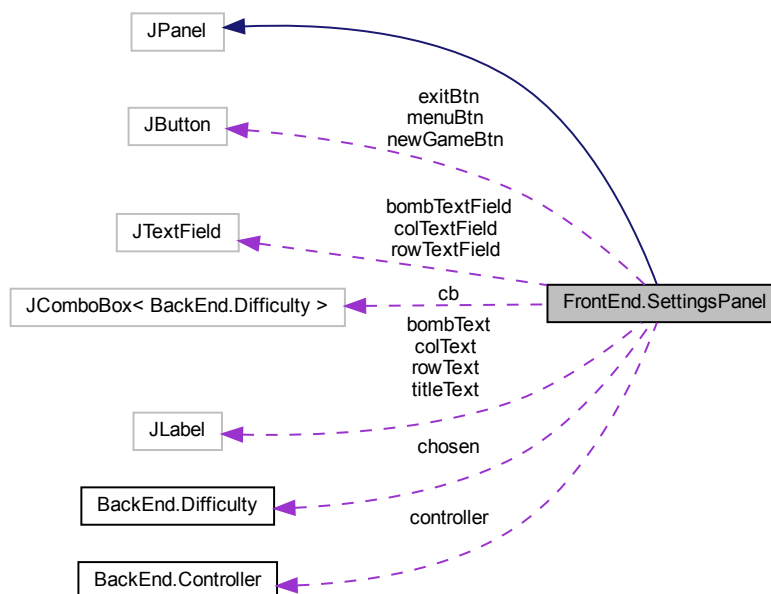 JPanel
exitBtn
menuBtn
newGameBtn
JButton
bombTextField
colTextField
rowTextField
JTextField
cb
JComboBox< BackEnd.Difficulty >
FrontEnd.SettingsPanel
bombText
colText
rowText
titleText
JLabel
chosen
BackEnd.Difficulty
controller
BackEnd.Controller